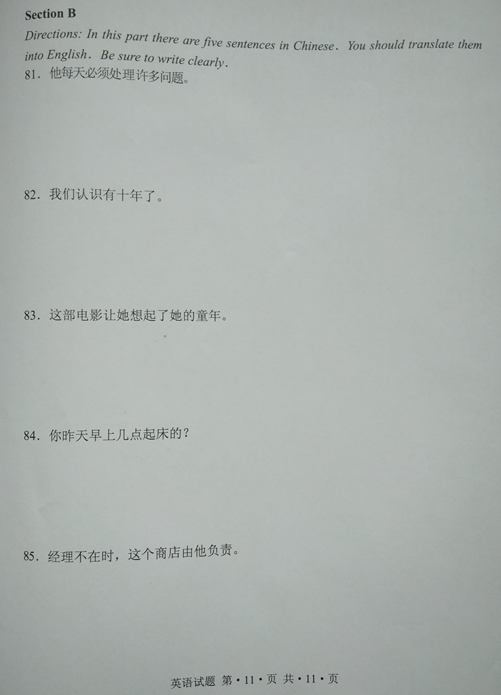 Section B
Directions: In this part there are five sentences in Chinese. You should translate them
into English. Be sure to write clearly.
81. 他每天必须处理许多问题。
82. 我们认识有十年了。
83. 这部电影让她想起了她的童年。
84. 你昨天早上几点起床的?
85. 经理不在时，这个商店由他负责。
英语试题 第·11·页 共·11·页